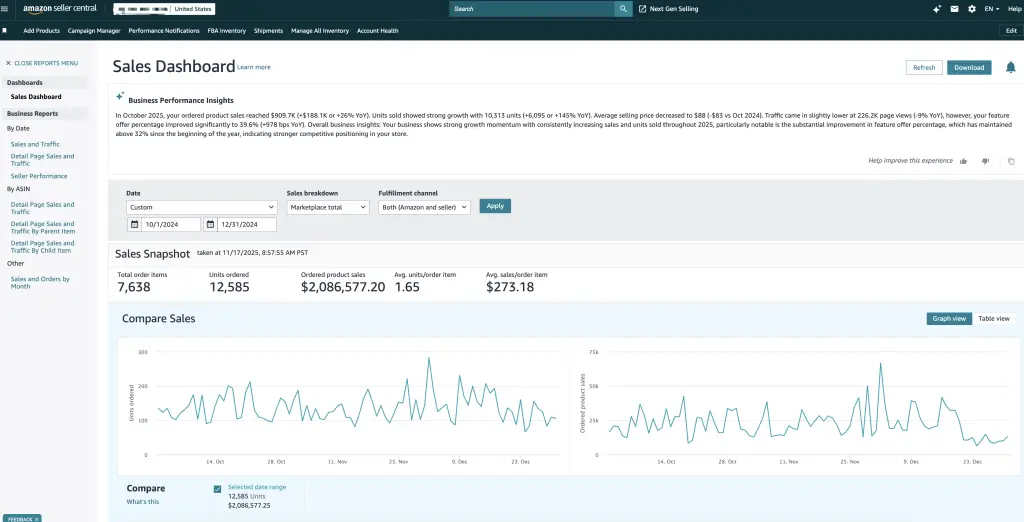 amazon seller central
United States
Search
Next Gen Selling
EN
Help
Add Products
Campaign Manager
Performance Notifications
FBA Inventory
Shipments
Manage All Inventory
Account Health
Edit
CLOSE REPORTS MENU
Dashboards
Sales Dashboard
Business Reports
By Date
Sales and Traffic
Detail Page Sales and
Traffic
Seller Performance
By ASIN
Detail Page Sales and
Traffic
Detail Page Sales and
Traffic By Parent Item
Detail Page Sales and
Traffic By Child Item
Other
Sales and Orders by
Month
Sales Dashboard
Learn more
Refresh
Download
Business Performance Insights
In October 2025, your ordered product sales reached $909.7K (+$188.1K or +26% YoY). Units sold showed strong growth with 10,313 units (+6,095 or +145% YoY). Average selling price decreased to $88 (-$83 vs Oct 2024). Traffic came in slightly lower at 226.2K page views (-9% YoY), however, your feature
offer percentage improved significantly to 39.6% (+978 bps YoY). Overall business insights: Your business shows strong growth momentum with consistently increasing sales and units sold throughout 2025, particularly notable is the substantial improvement in feature offer percentage, which has maintained
above 32% since the beginning of the year, indicating stronger competitive positioning in your store.
Help improve this experience
Date
Sales breakdown
Fulfillment channel
Custom
Marketplace total
Both (Amazon and seller)
Apply
10/1/2024
12/31/2024
Sales Snapshot
taken at 11/17/2025, 8:57:55 AM PST
Total order items
Units ordered
Ordered product sales
Avg. units/order item
Avg. sales/order item
7,638
12,585
$2,086,577.20
1.65
$273.18
Compare Sales
Graph view
Table view
Units ordered
300
200
100
0
14. Oct
28. Oct
11. Nov
25. Nov
9. Dec
23. Dec
Ordered product sales
75k
50k
25k
0
14. Oct
28. Oct
11. Nov
25. Nov
9. Dec
23. Dec
Compare
What's this
Selected date range
12,585 Units
$2,086,577.25
FEEDBACK X